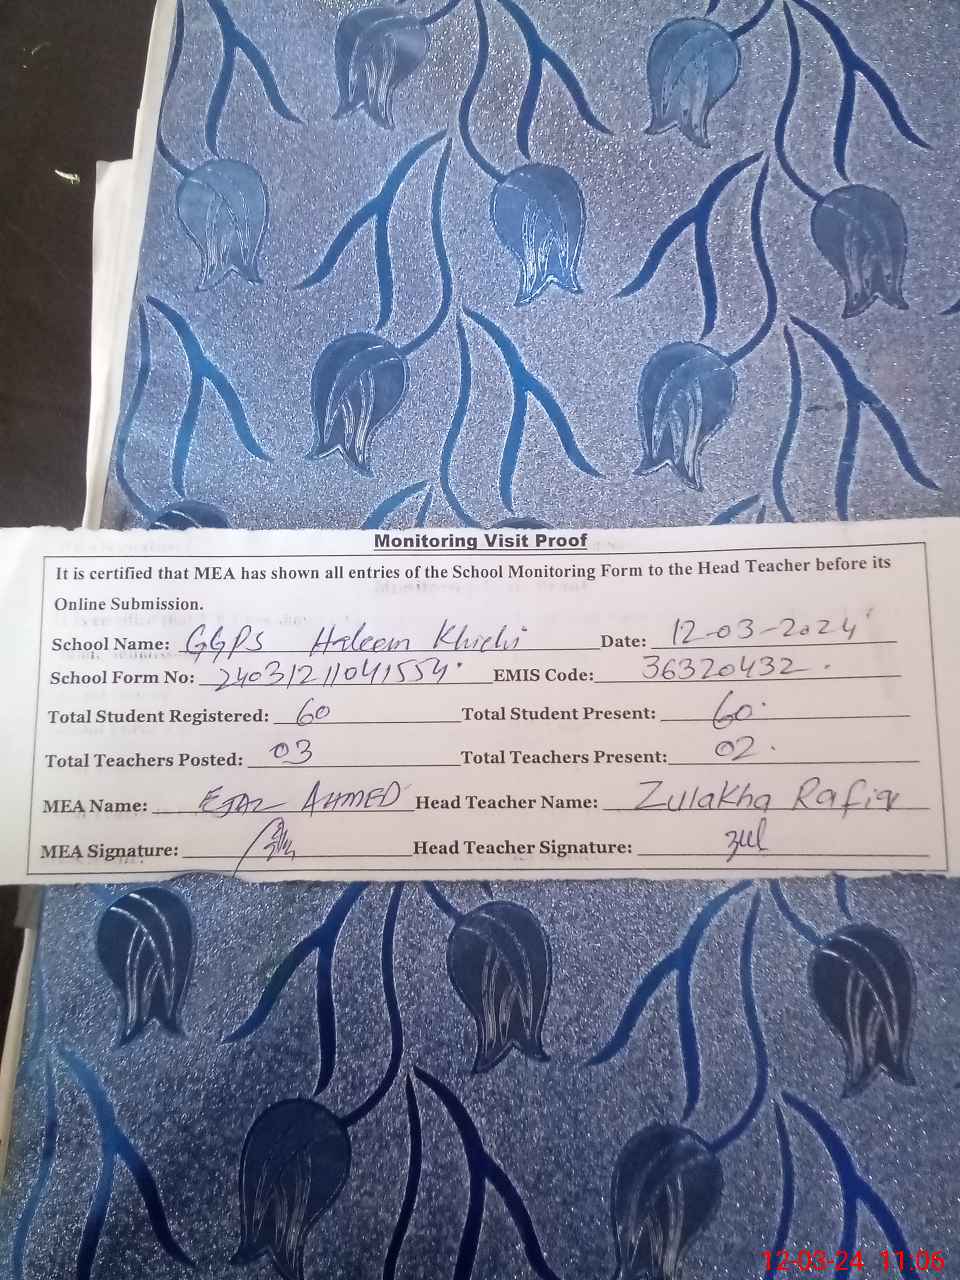 Monitoring Visit Proof
It is certified that MEA has shown all entries of the School Monitoring Form to the Head Teacher before its
Online Submission.
School Name: GGPS Haleem Khichi Date: 12-03-2024
School Form No: 24031211041554 EMIS Code: 36320432
Total Student Registered: 60 Total Student Present: 60
Total Teachers Posted: 03 Total Teachers Present: 02
MEA Name: EJAZ AHMED Head Teacher Name: Zulakha Rafiq
MEA Signature: Head Teacher Signature: zul
12-03-24 11:06